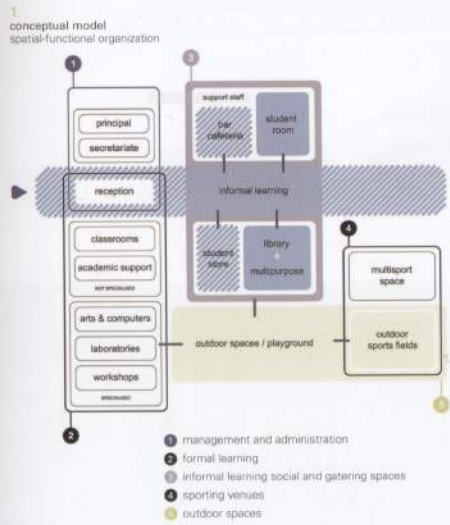 1.
conceptual model
spatial-functional organization
1
3
principal
secretariate
reception
classrooms
academic support
NOT SPECIALIZED
arts & computers
laboratories
workshops
SPECIALIZED
2
support staff
bar
cafeteria
student
room
informal learning
student
store
library
+
multipurpose
outdoor spaces / playground
4
multisport
space
outdoor
sports fields
5
1 management and administration
2 formal learning
3 informal learning social and gatering spaces
4 sporting venues
5 outdoor spaces